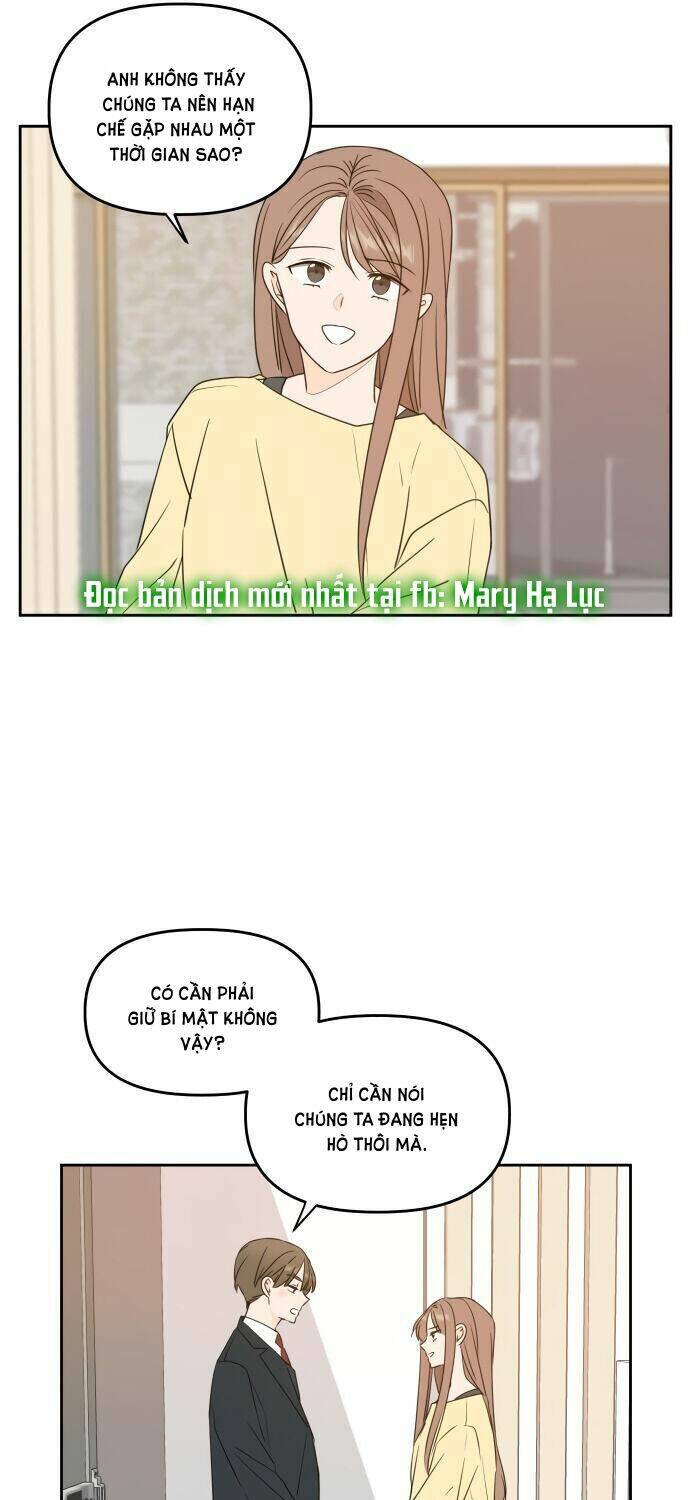 ANH KHÔNG THẤY
CHÚNG TA NÊN HẠN
CHẾ GẶP NHAU MỘT
THỜI GIAN SAO?
Đọc bản dịch mới nhất tại fb: Mary Hạ Lục
CÓ CẦN PHẢI
GIỮ BÍ MẬT KHÔNG
VẬY?
CHỈ CẦN NÓI
CHÚNG TA ĐANG HẸN
HÒ THÔI MÀ.